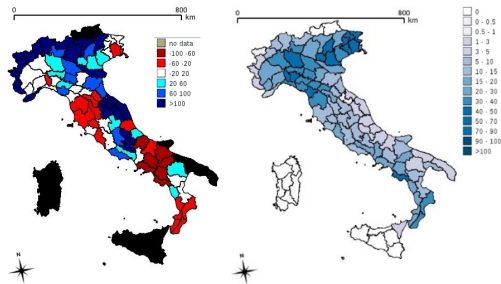 0 800
km
no data
-100 -60
-60 -20
-20 20
20 60
60 100
>100
N
0 800
km
0
0 - 0.5
0.5 - 1
1 - 3
3 - 5
5 - 10
10 - 15
15 - 20
20 - 30
30 - 40
40 - 50
50 - 70
70 - 90
90 - 100
>100
N